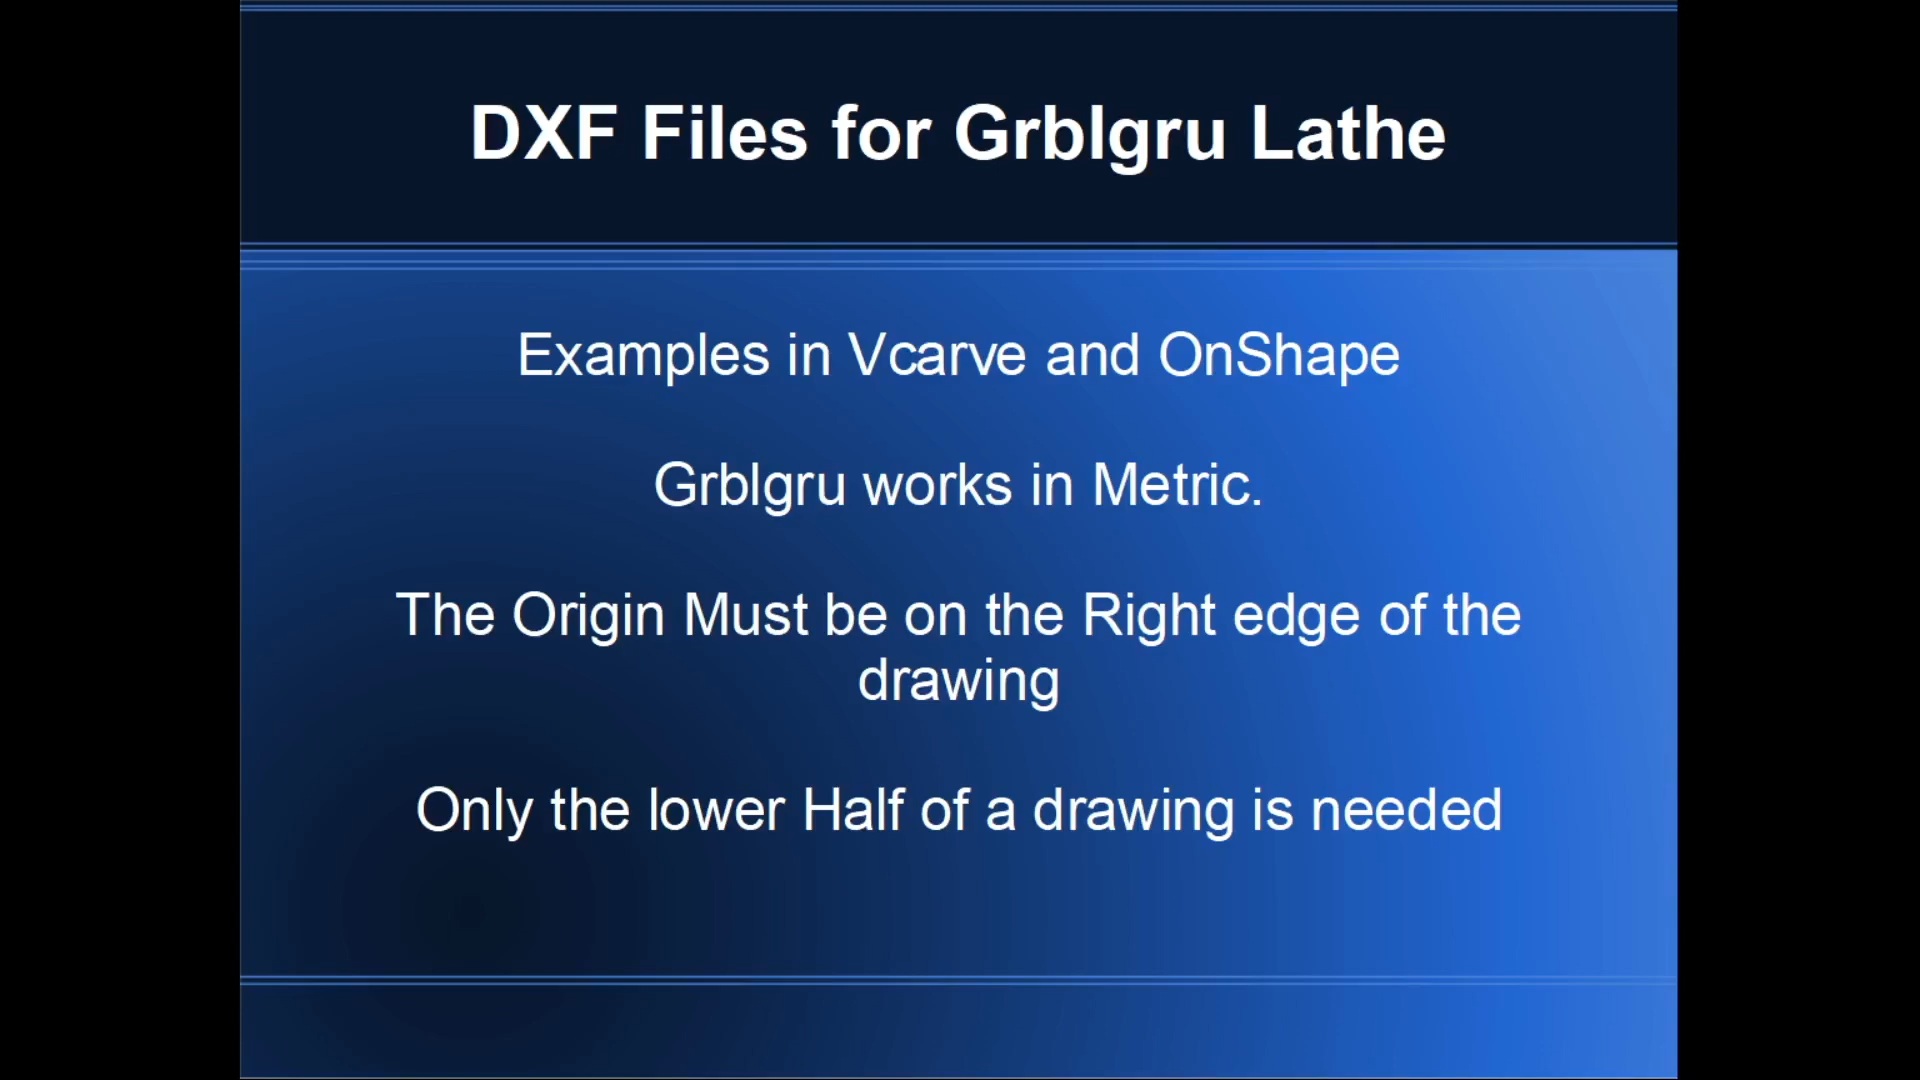 DXF Files for Grblgru Lathe
Examples in Vcarve and OnShape
Grblgru works in Metric.
The Origin Must be on the Right edge of the
drawing
Only the lower Half of a drawing is needed